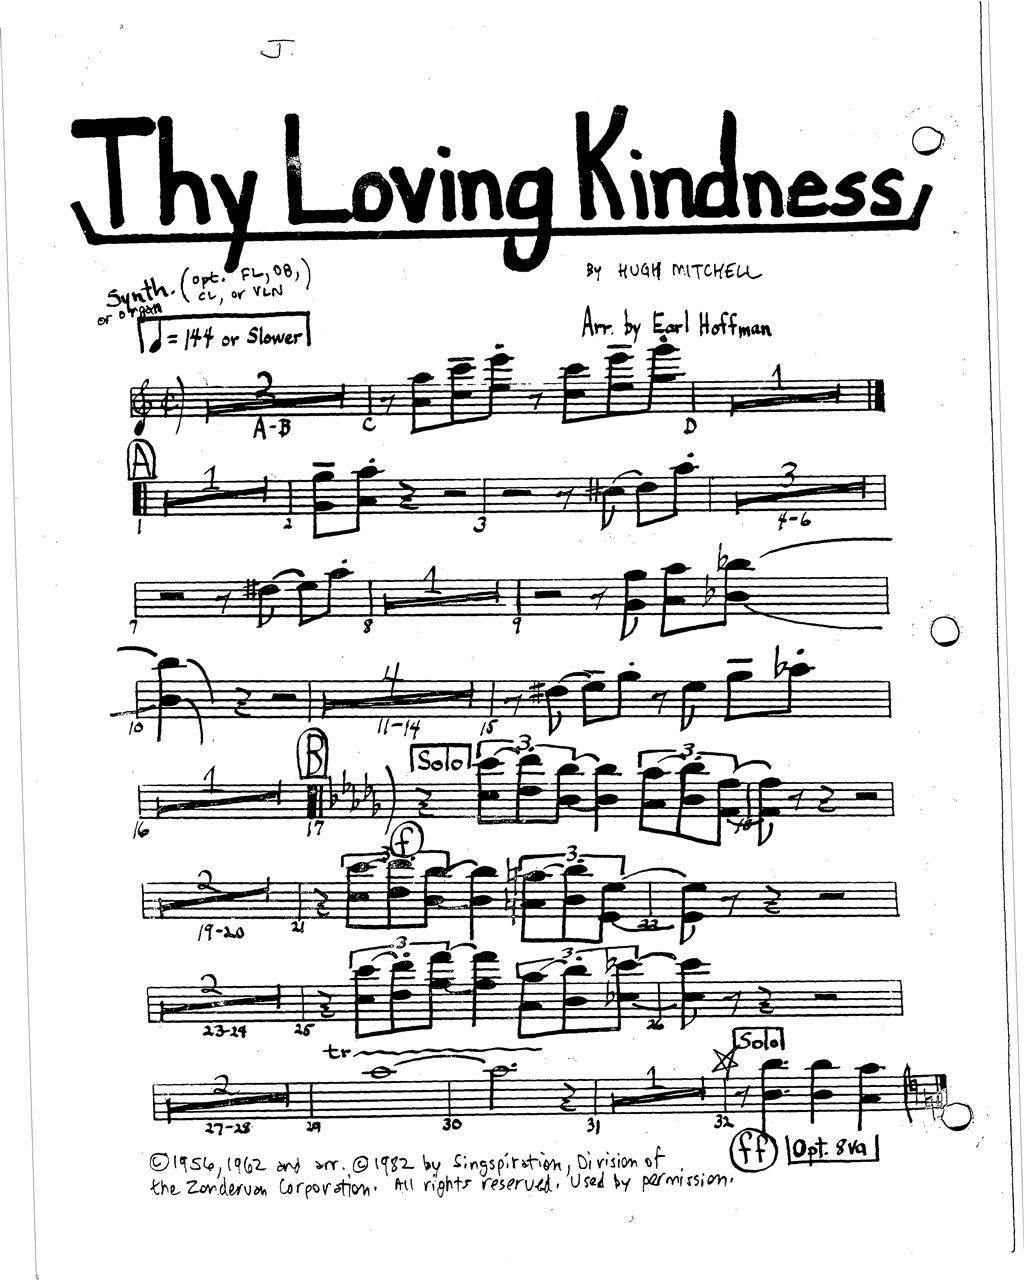 J.
Thy Loving Kindness
BY HUGH MITCHELL
Synth. (opt. FL, OB,)
or organ CL, or VLN
Arr. by Earl Hoffman
= 144 or Slower
2 1
A-B C D
A
1 3
1 2 3 4-6
1
7 8 9
4
10 11-14 15
B
Solo
1 3 3
16 17 18
f
2 3 3
19-20 21 22
2 3 3
23-24 25 26
tr
Solo
2 1
27-28 29 30 31 32
ff Opt. 8va
©1956, 1962 and arr. ©1982 by Singspiration, Division of
the Zondervan Corporation. All rights reserved. Used by permission.